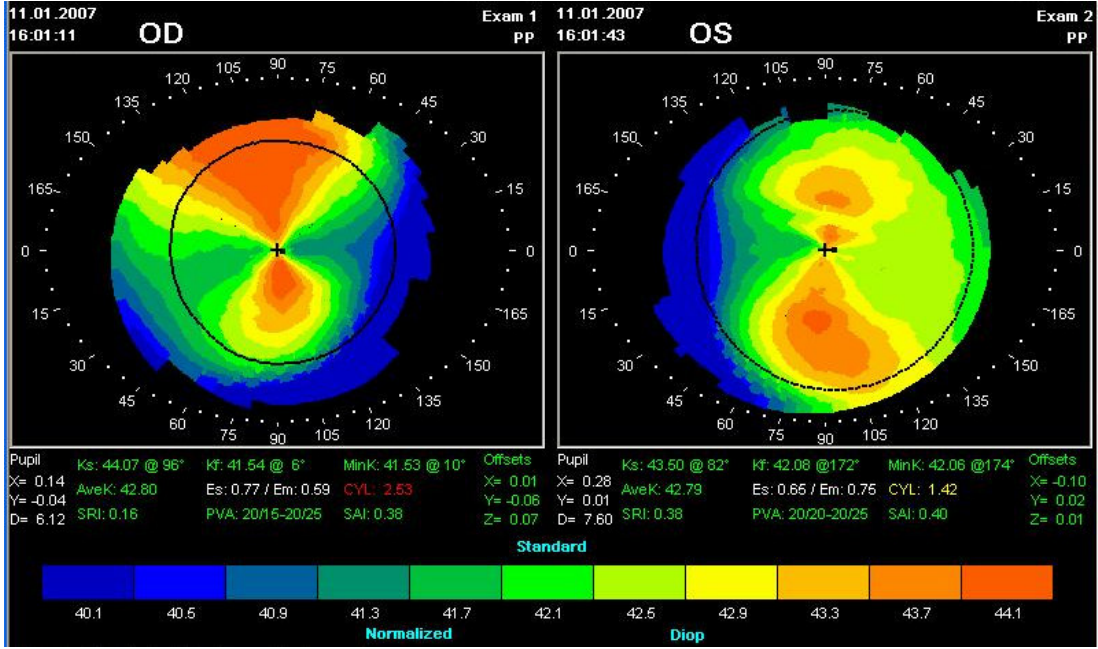 11.01.2007
16:01:11
OD
Exam 1
PP
105 90 75
120 60
135 45
150 30
165 15
0 0
15 165
30 150
45 135
60 120
75 90 105
Pupil
X= 0.14
Y= -0.04
D= 6.12
Ks: 44.07 @ 96° Kf: 41.54 @ 6° MinK: 41.53 @ 10°
AveK: 42.80 Es: 0.77 / Em: 0.59 CYL: 2.53
SRI: 0.16 PVA: 20/15-20/25 SAI: 0.38
Offsets
X= 0.01
Y= -0.06
Z= 0.07
11.01.2007
16:01:43
OS
Exam 2
PP
105 90 75
120 60
135 45
150 30
165 15
0 0
15 165
30 150
45 135
60 120
75 90 105
Pupil
X= 0.28
Y= 0.01
D= 7.60
Ks: 43.50 @ 82° Kf: 42.08 @172° MinK: 42.06 @174°
AveK: 42.79 Es: 0.65 / Em: 0.75 CYL: 1.42
SRI: 0.38 PVA: 20/20-20/25 SAI: 0.40
Offsets
X= -0.10
Y= 0.02
Z= 0.01
Standard
40.1 40.5 40.9 41.3 41.7 42.1 42.5 42.9 43.3 43.7 44.1
Normalized Diop